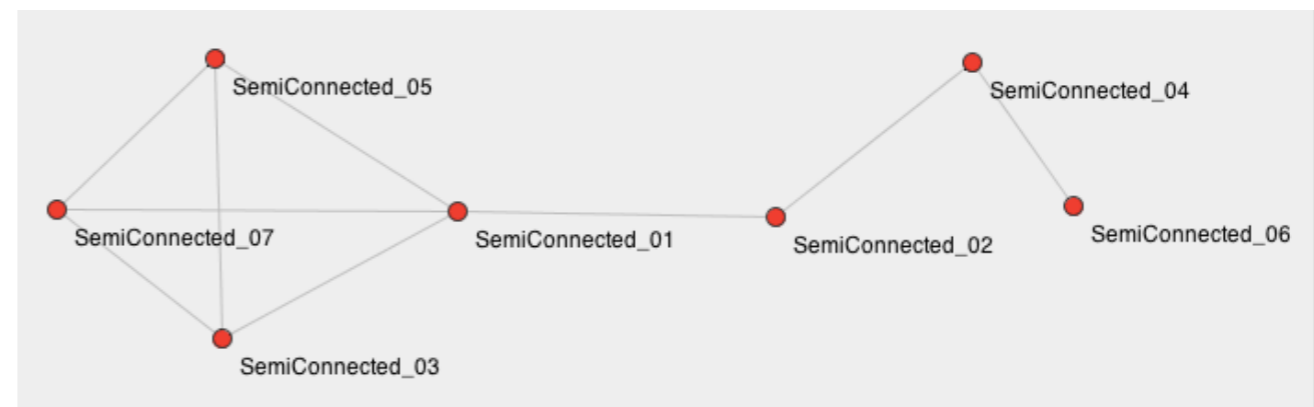 SemiConnected_05
SemiConnected_04
SemiConnected_07
SemiConnected_01
SemiConnected_02
SemiConnected_06
SemiConnected_03